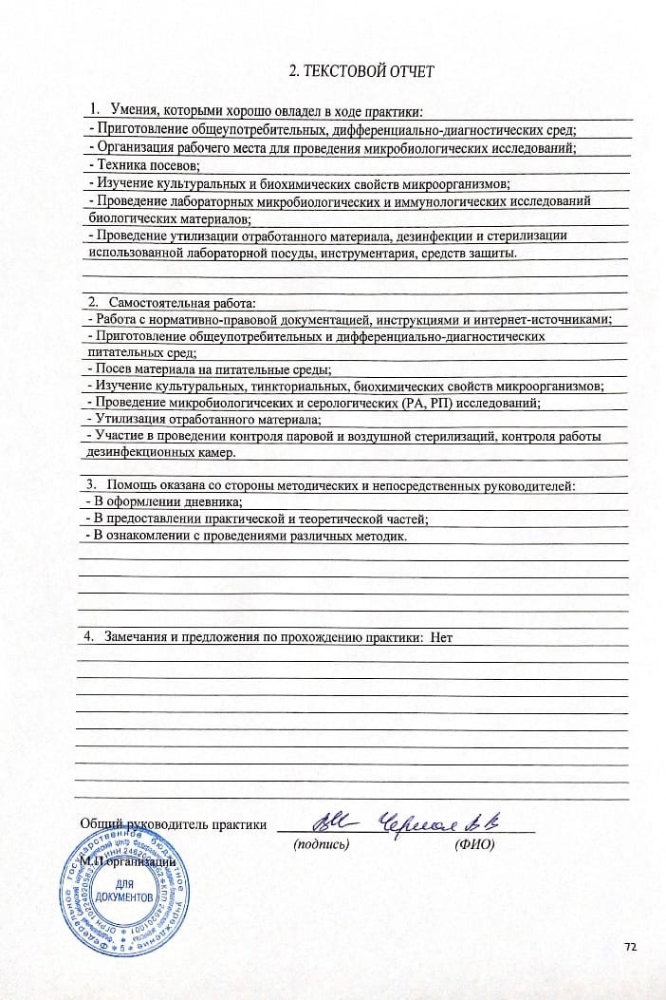 2. ТЕКСТОВОЙ ОТЧЕТ
1. Умения, которыми хорошо овладел в ходе практики:
- Приготовление общеупотребительных, дифференциально-диагностических сред;
- Организация рабочего места для проведения микробиологических исследований;
- Техника посевов;
- Изучение культуральных и биохимических свойств микроорганизмов;
- Проведение лабораторных микробиологических и иммунологических исследований
биологических материалов;
- Проведение утилизации отработанного материала, дезинфекции и стерилизации
использованной лабораторной посуды, инструментария, средств защиты.
2. Самостоятельная работа:
- Работа с нормативно-правовой документацией, инструкциями и интернет-источниками;
- Приготовление общеупотребительных и дифференциально-диагностических
питательных сред;
- Посев материала на питательные среды;
- Изучение культуральных, тинкториальных, биохимических свойств микроорганизмов;
- Проведение микробиологичсеких и серологических (РА, РП) исследований;
- Утилизация отработанного материала;
- Участие в проведении контроля паровой и воздушной стерилизаций, контроля работы
дезинфекционных камер.
3. Помощь оказана со стороны методических и непосредственных руководителей:
- В оформлении дневника;
- В предоставлении практической и теоретической частей;
- В ознакомлении с проведениями различных методик.
4. Замечания и предложения по прохождению практики: Нет
Общий руководитель практики
(подпись) (ФИО)
М.П.организации
Федеральное государственное бюджетное учреждение
ДЛЯ
ДОКУМЕНТОВ
72